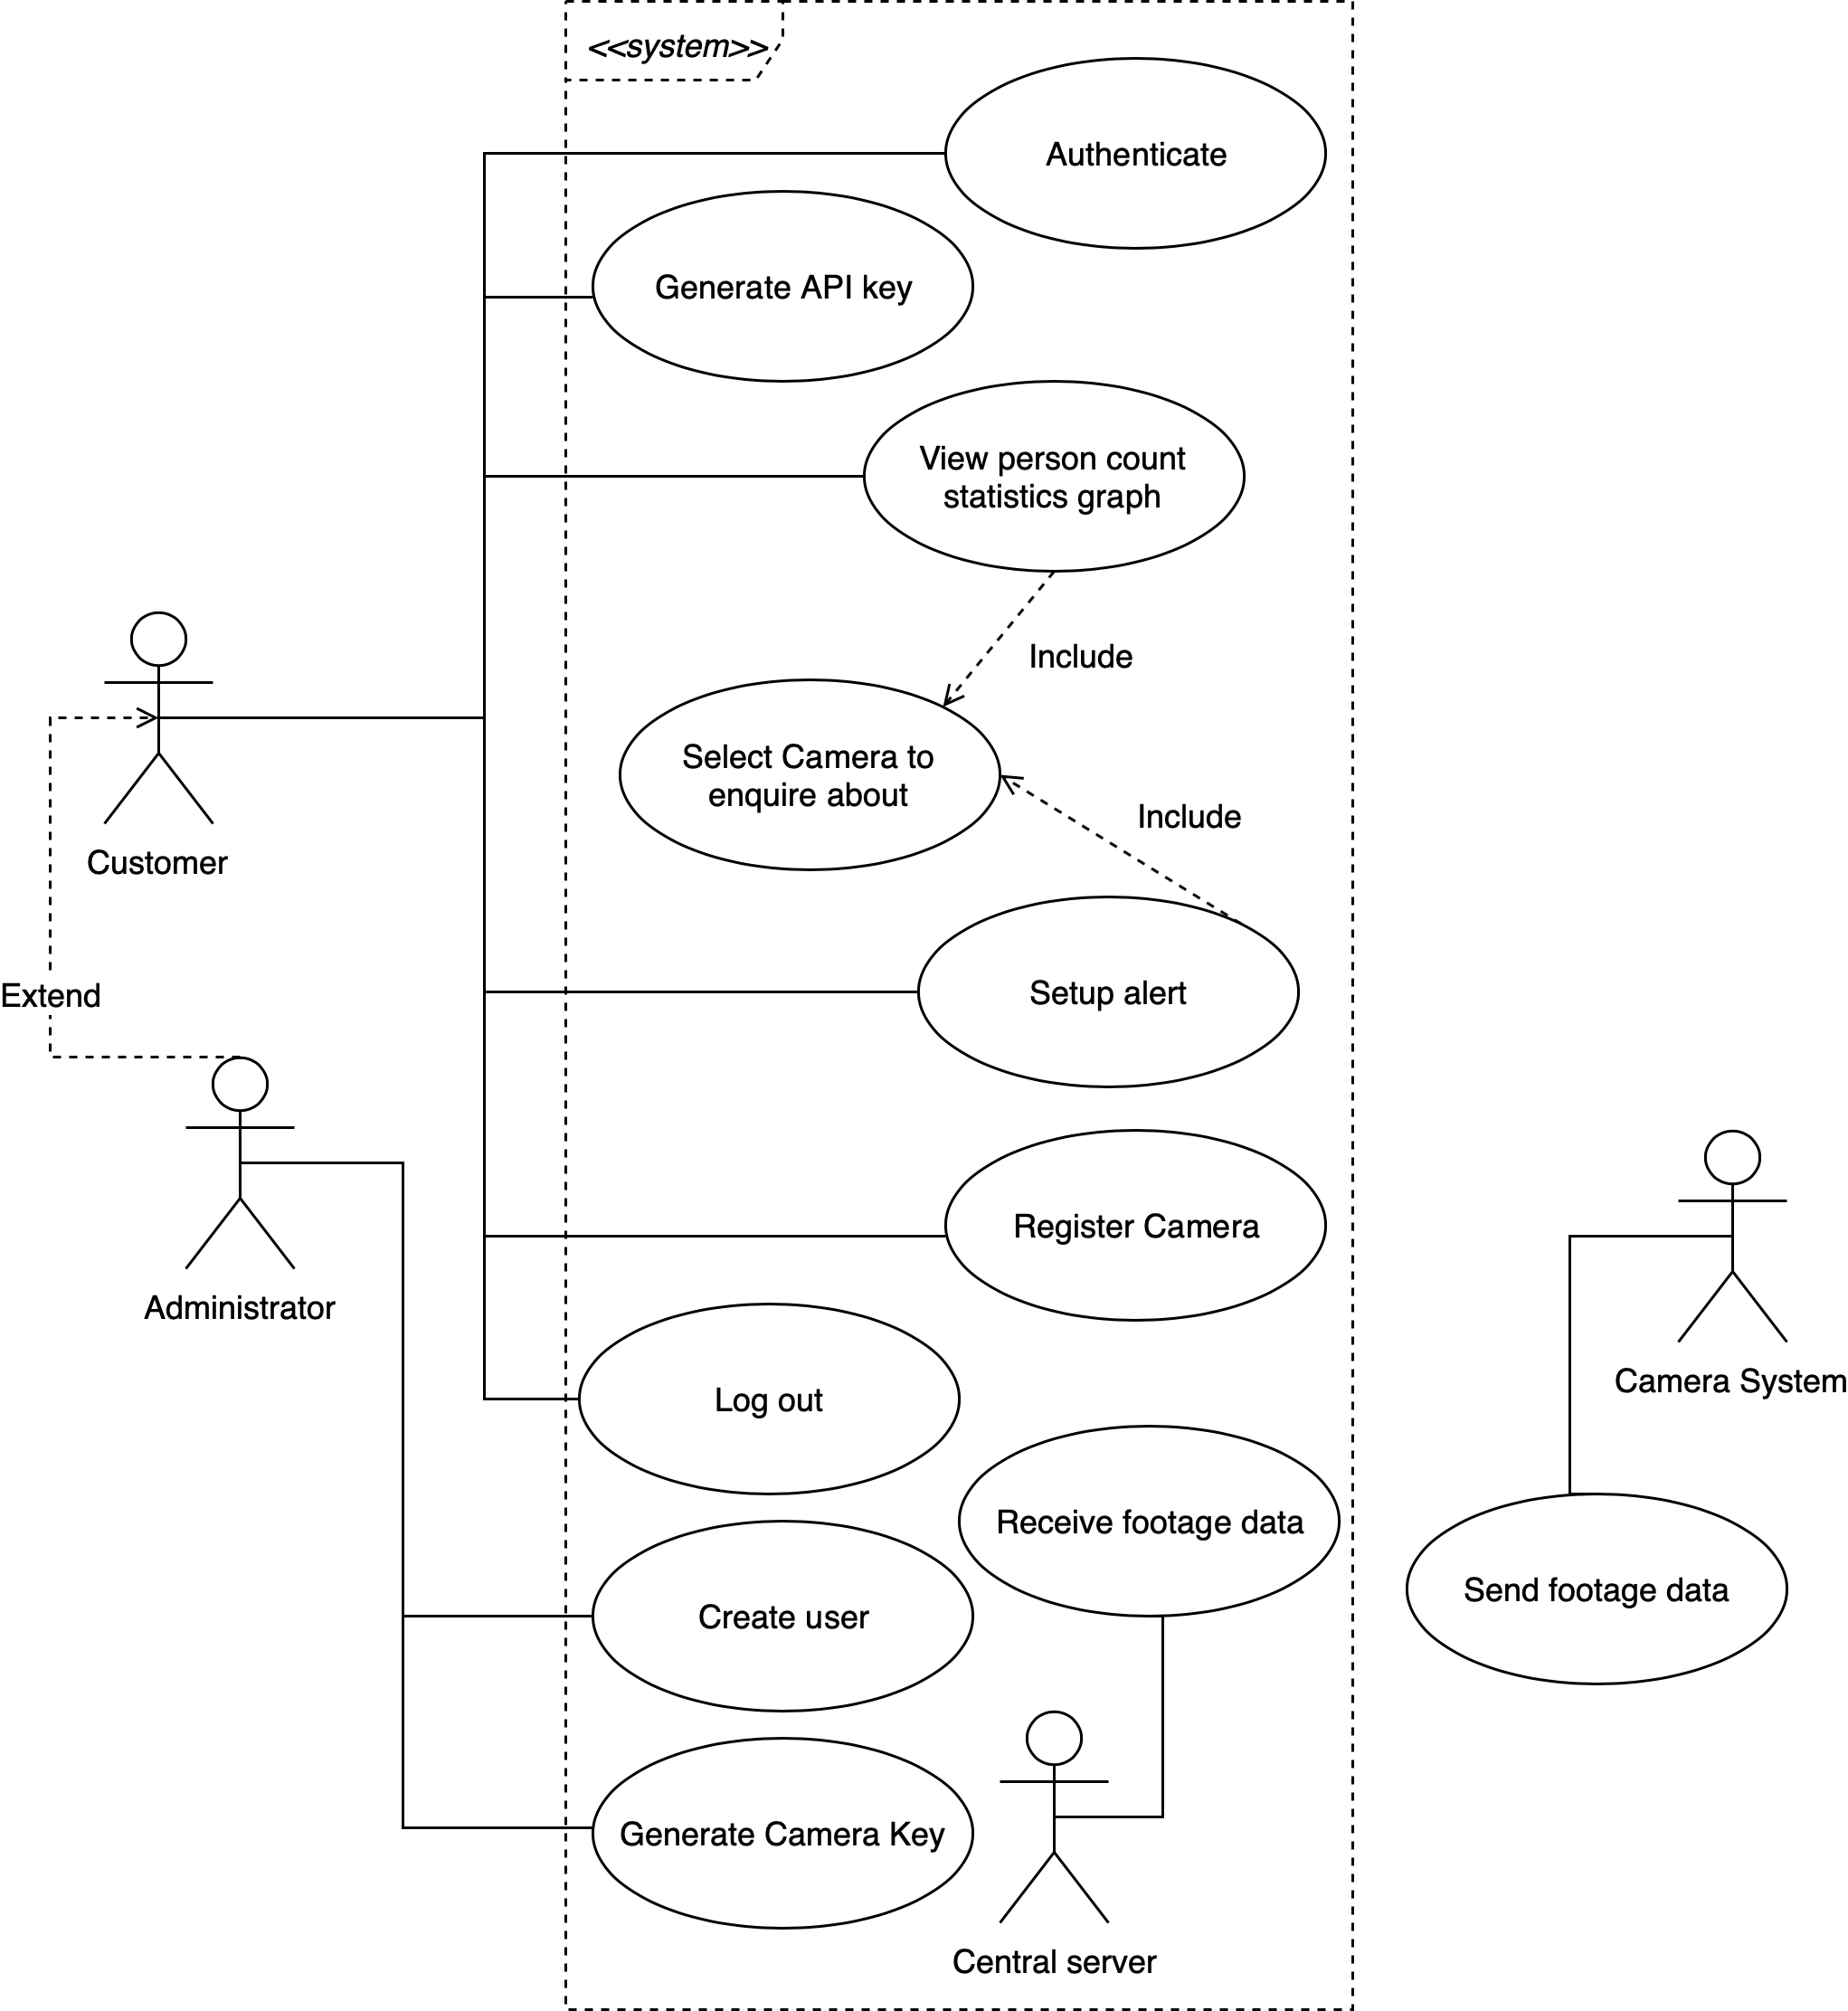 <<system>>
Authenticate
Generate API key
View person count
statistics graph
Include
Select Camera to
enquire about
Include
Customer
Extend
Setup alert
Register Camera
Administrator
Camera System
Log out
Receive footage data
Send footage data
Create user
Generate Camera Key
Central server